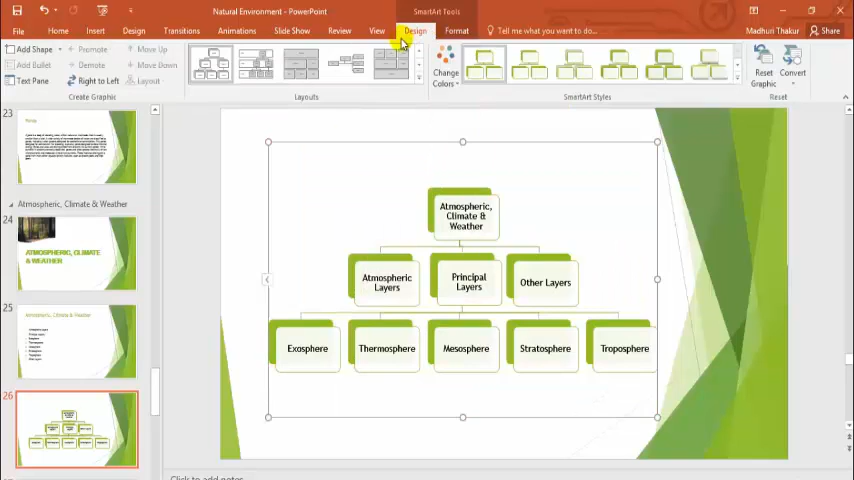 Natural Environment - PowerPoint
SmartArt Tools
File
Home
Insert
Design
Transitions
Animations
Slide Show
Review
View
Design
Format
Tell me what you want to do...
Madhuri Thakur
Share
Add Shape
Promote
Move Up
Add Bullet
Demote
Move Down
Text Pane
Right to Left
Layout
Create Graphic
Layouts
Change
Colors
SmartArt Styles
Reset
Graphic
Convert
Reset
23
Atmospheric, Climate & Weather
24
ATMOSPHERIC, CLIMATE
& WEATHER
25
Atmospheric, Climate & Weather
26
Atmospheric,
Climate &
Weather
Atmospheric
Layers
Principal
Layers
Other Layers
Exosphere
Thermosphere
Mesosphere
Stratosphere
Troposphere
Click to add notes